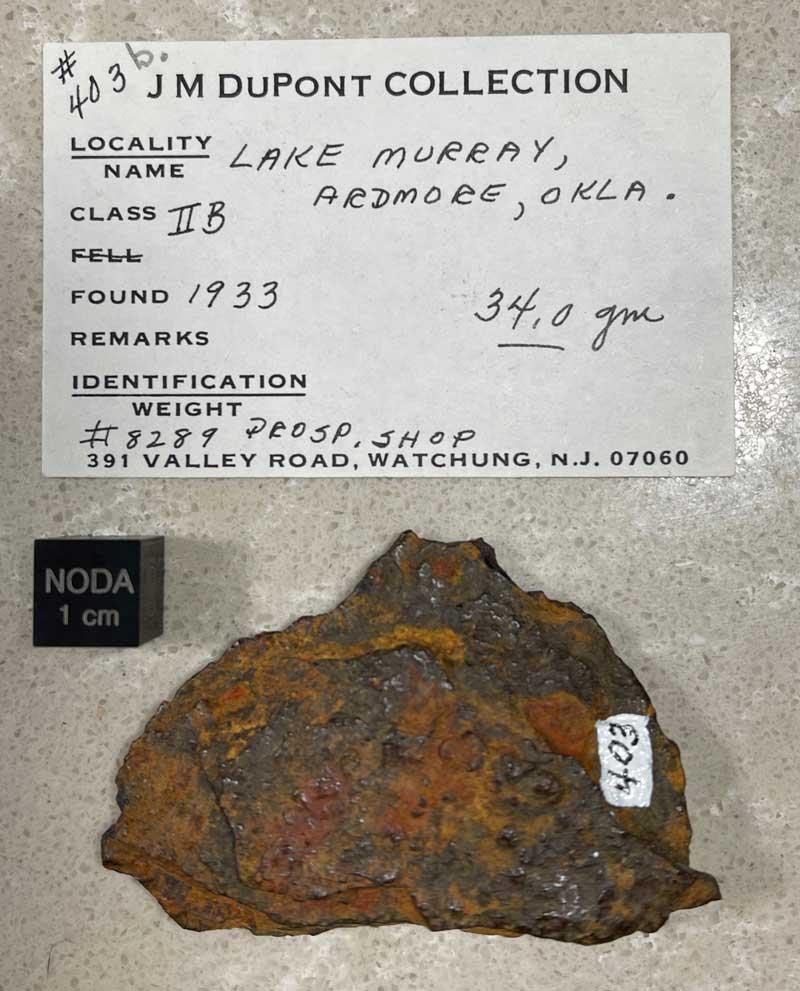 # 403 b.
J M DUPONT COLLECTION
LOCALITY
NAME
LAKE MURRAY,
ARDMORE, OKLA.
CLASS IIB
FELL
FOUND 1933
34.0 gm
REMARKS
IDENTIFICATION
WEIGHT
#8289 PROSP. SHOP
391 VALLEY ROAD, WATCHUNG, N.J. 07060
NODA
1 cm
403